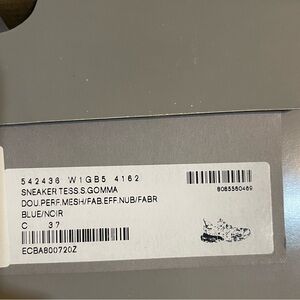 542436 W1GB5 4162
SNEAKER TESS.S.GOMMA
8065560469
DOU.PERF.MESH/FAB.EFF.NUB/FABR
BLUE/NOIR
C 37
ECBA800720Z